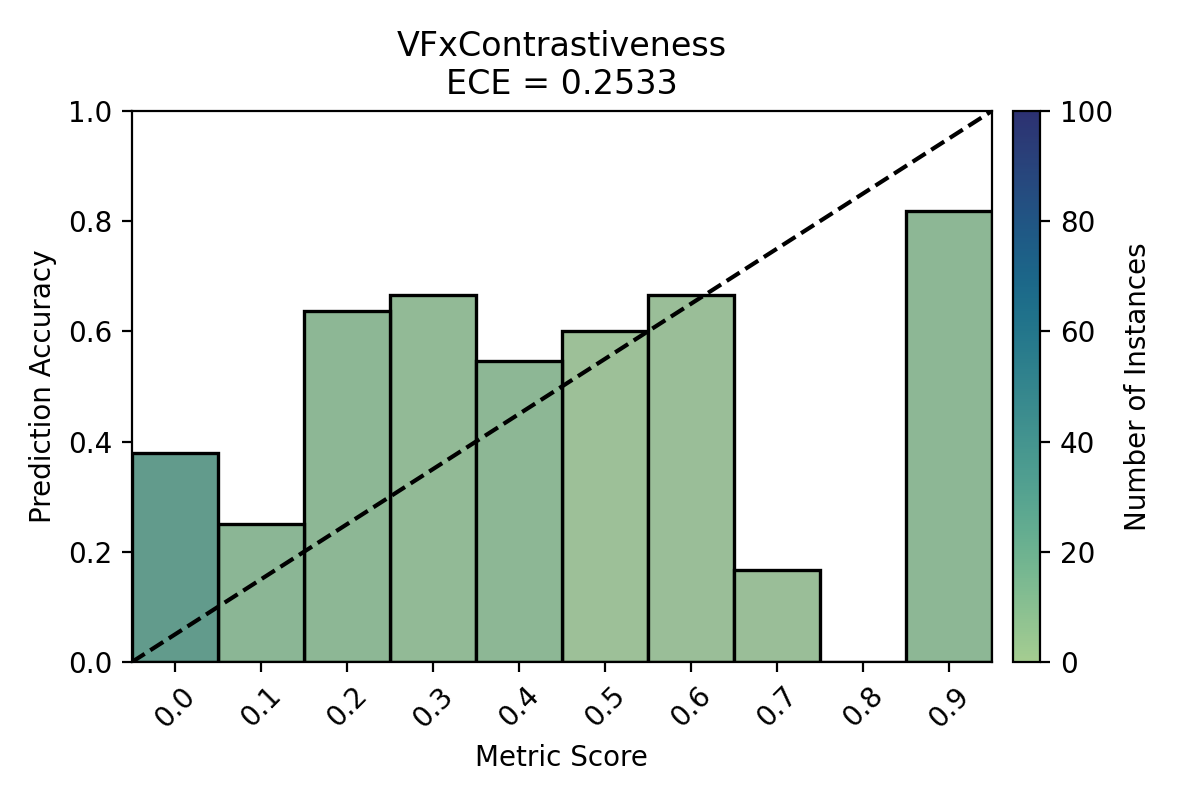 VFxContrastiveness
ECE = 0.2533
Prediction Accuracy
1.0
0.8
0.6
0.4
0.2
0.0
0.0 0.1 0.2 0.3 0.4 0.5 0.6 0.7 0.8 0.9
Metric Score
100
80
60
40
20
0
Number of Instances